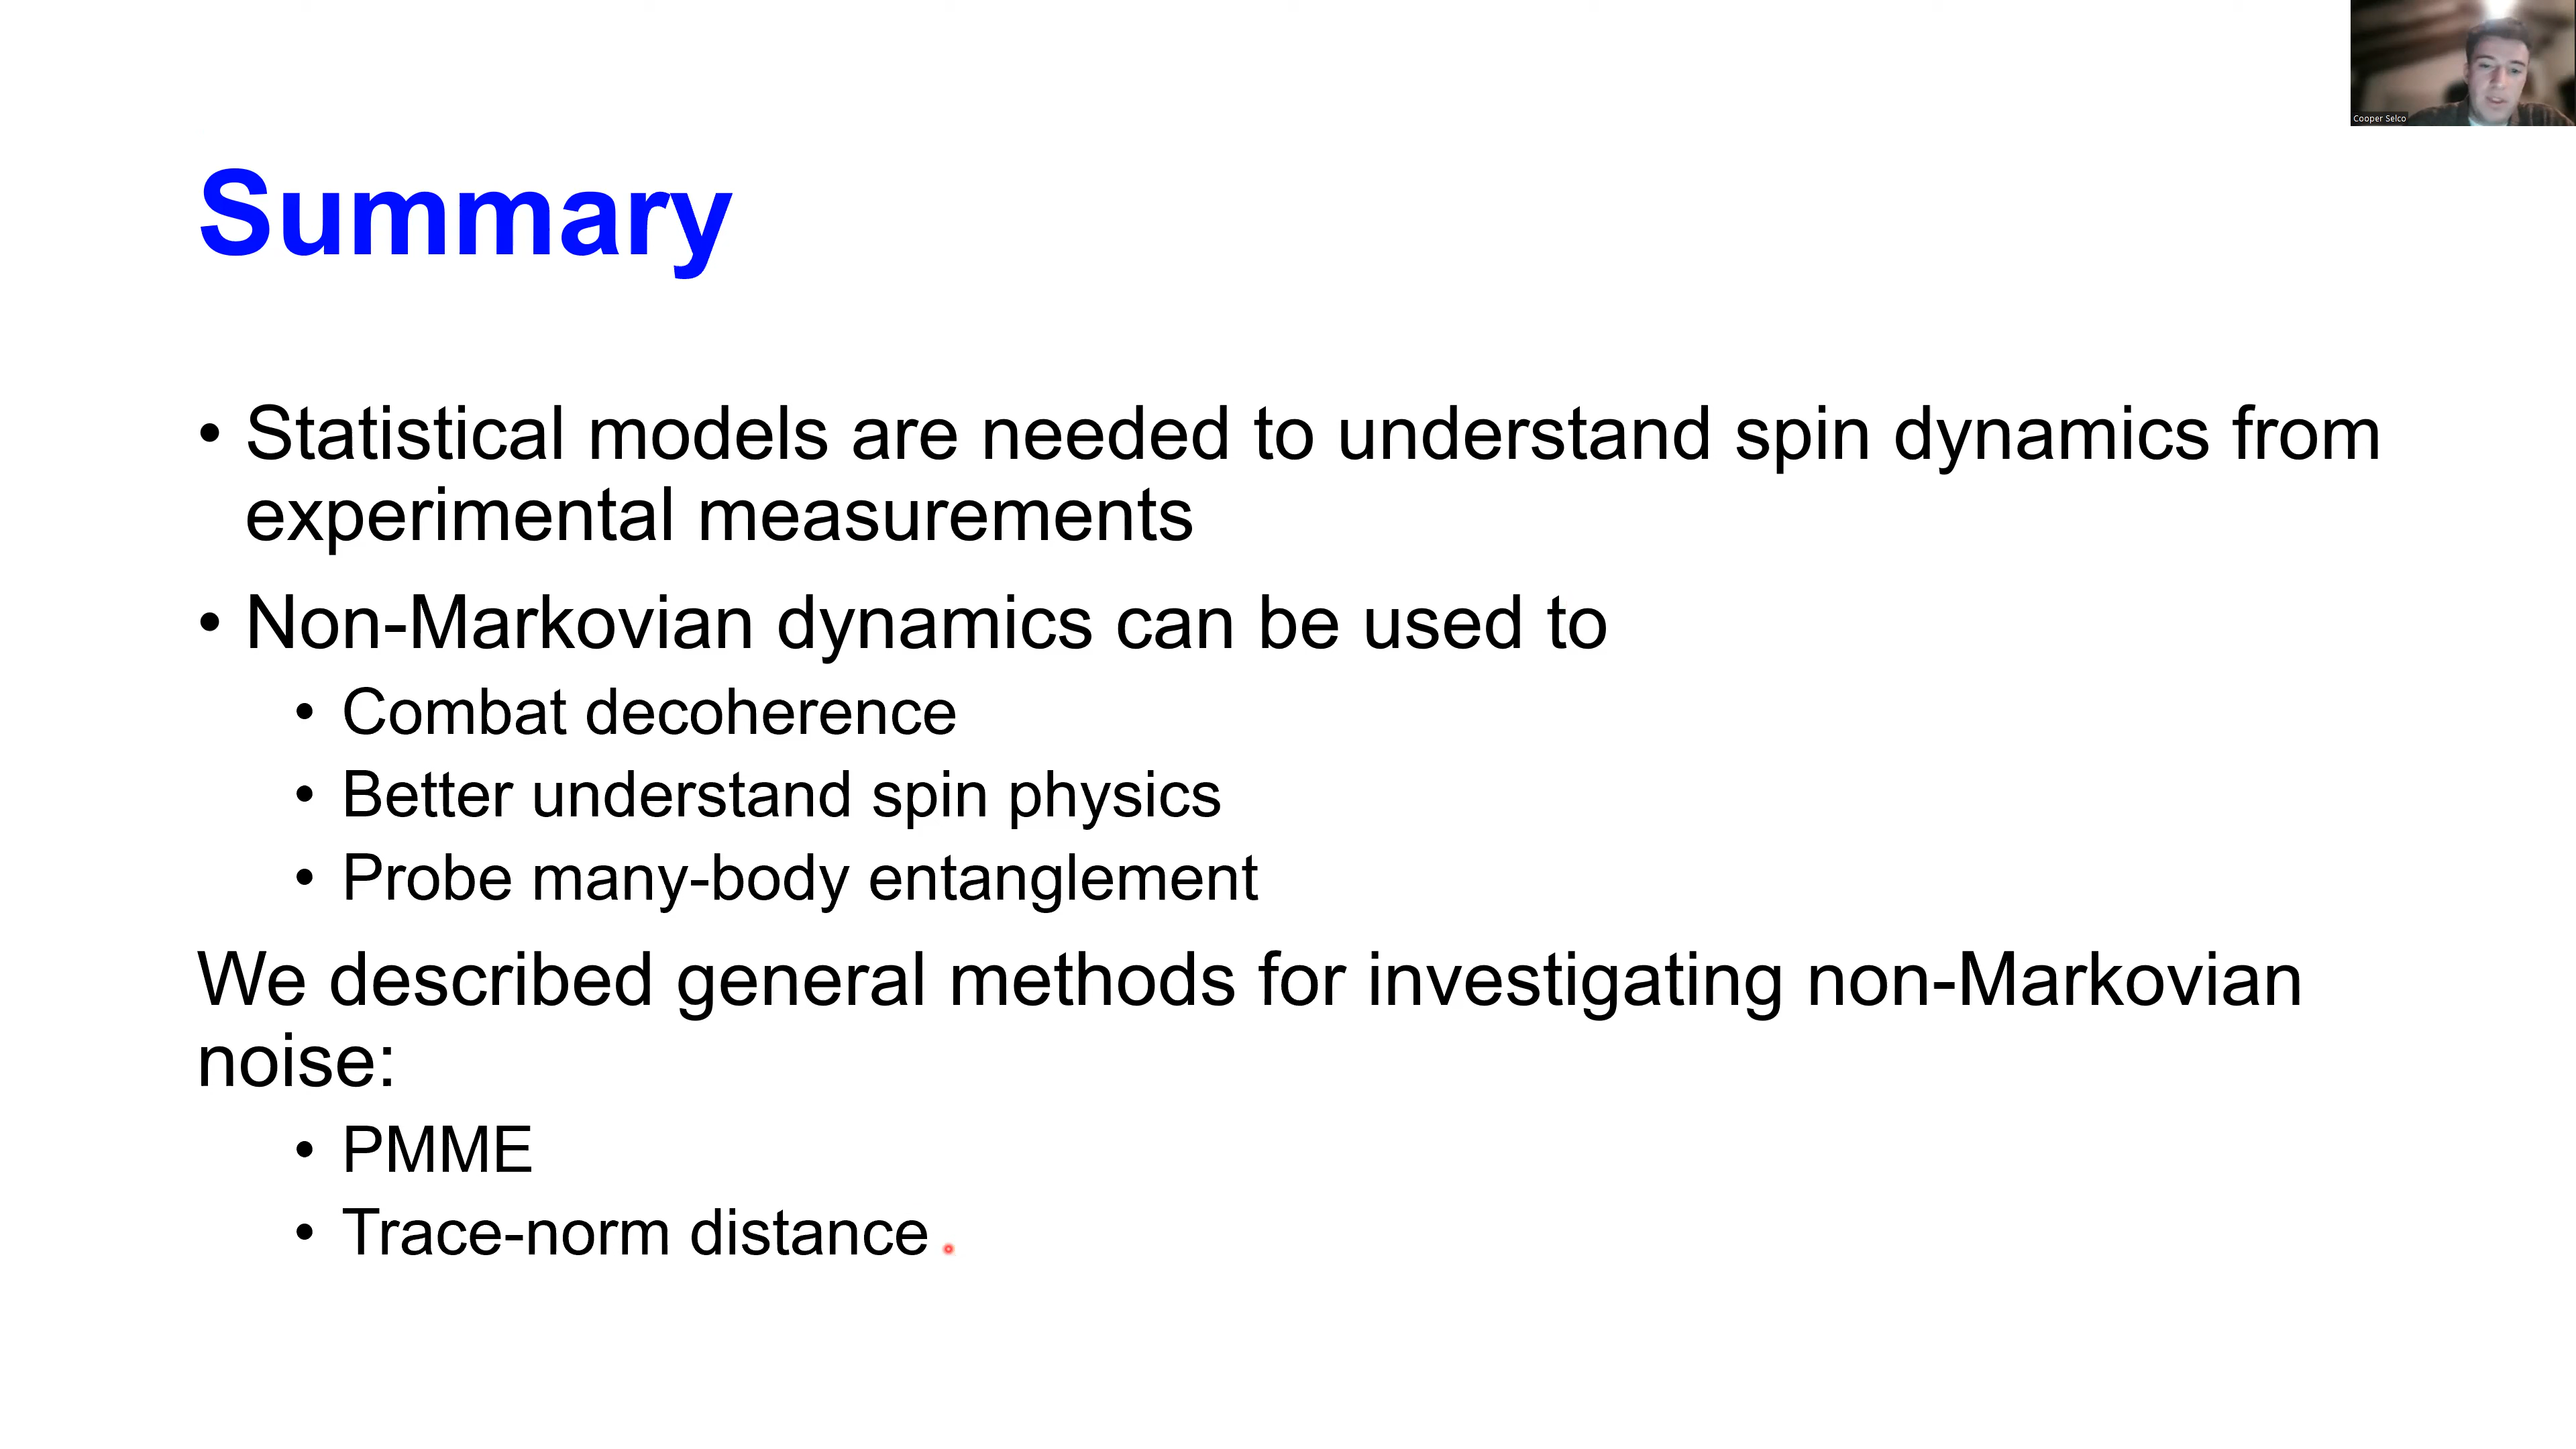 Cooper Selco
Summary
• Statistical models are needed to understand spin dynamics from
experimental measurements
• Non-Markovian dynamics can be used to
• Combat decoherence
• Better understand spin physics
• Probe many-body entanglement
We described general methods for investigating non-Markovian
noise:
• PMME
• Trace-norm distance